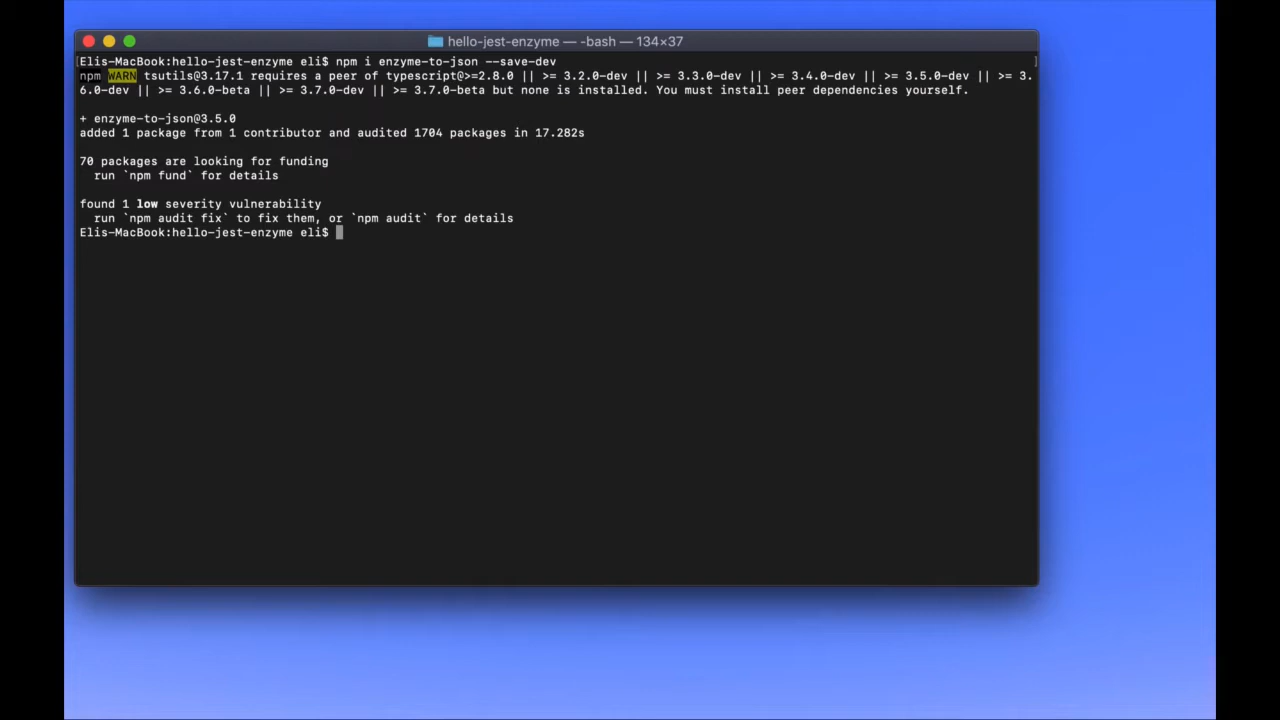 hello-jest-enzyme — -bash — 134×37
[Elis-MacBook:hello-jest-enzyme eli$ npm i enzyme-to-json --save-dev ]
npm WARN tsutils@3.17.1 requires a peer of typescript@>=2.8.0 || >= 3.2.0-dev || >= 3.3.0-dev || >= 3.4.0-dev || >= 3.5.0-dev || >= 3.
6.0-dev || >= 3.6.0-beta || >= 3.7.0-dev || >= 3.7.0-beta but none is installed. You must install peer dependencies yourself.
+ enzyme-to-json@3.5.0
added 1 package from 1 contributor and audited 1704 packages in 17.282s
70 packages are looking for funding
run `npm fund` for details
found 1 low severity vulnerability
run `npm audit fix` to fix them, or `npm audit` for details
Elis-MacBook:hello-jest-enzyme eli$